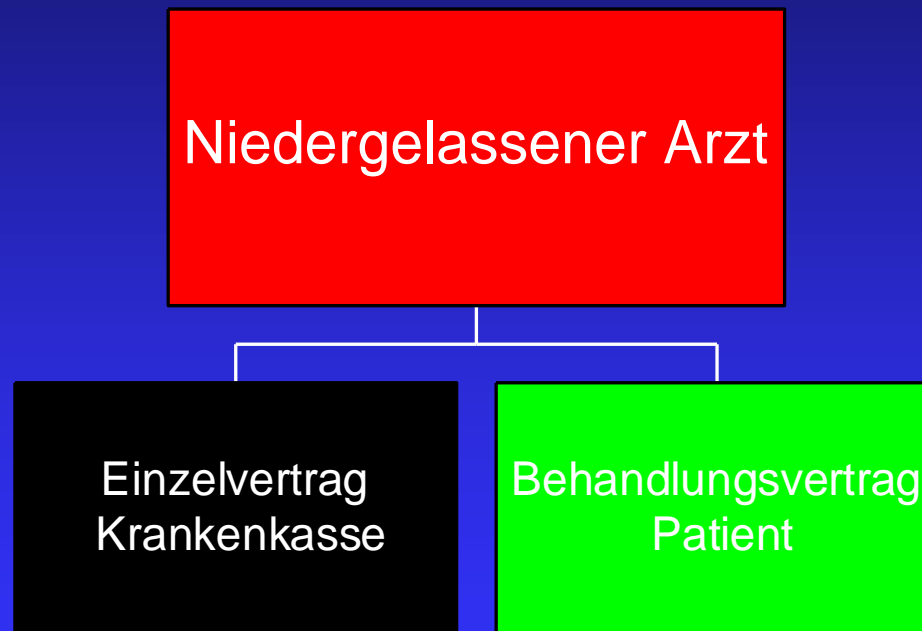 Niedergelassener Arzt
Einzelvertrag
Krankenkasse
Behandlungsvertrag
Patient